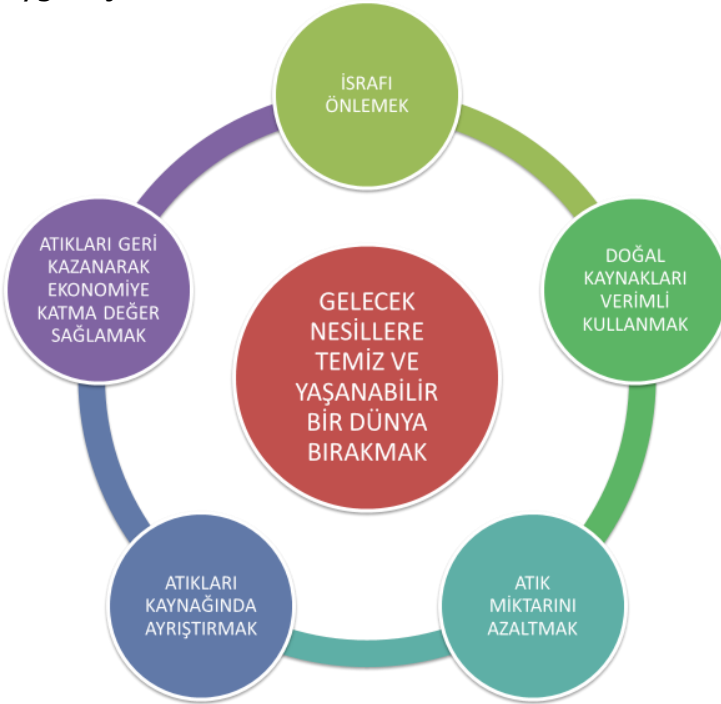 İSRAFI
ÖNLEMEK
DOĞAL
KAYNAKLARI
VERİMLİ
KULLANMAK
ATIK
MİKTARINI
AZALTMAK
ATIKLARI
KAYNAĞINDA
AYRIŞTIRMAK
ATIKLARI GERİ
KAZANARAK
EKONOMİYE
KATMA DEĞER
SAĞLAMAK
GELECEK
NESİLLERE
TEMİZ VE
YAŞANABİLİR
BİR DÜNYA
BIRAKMAK